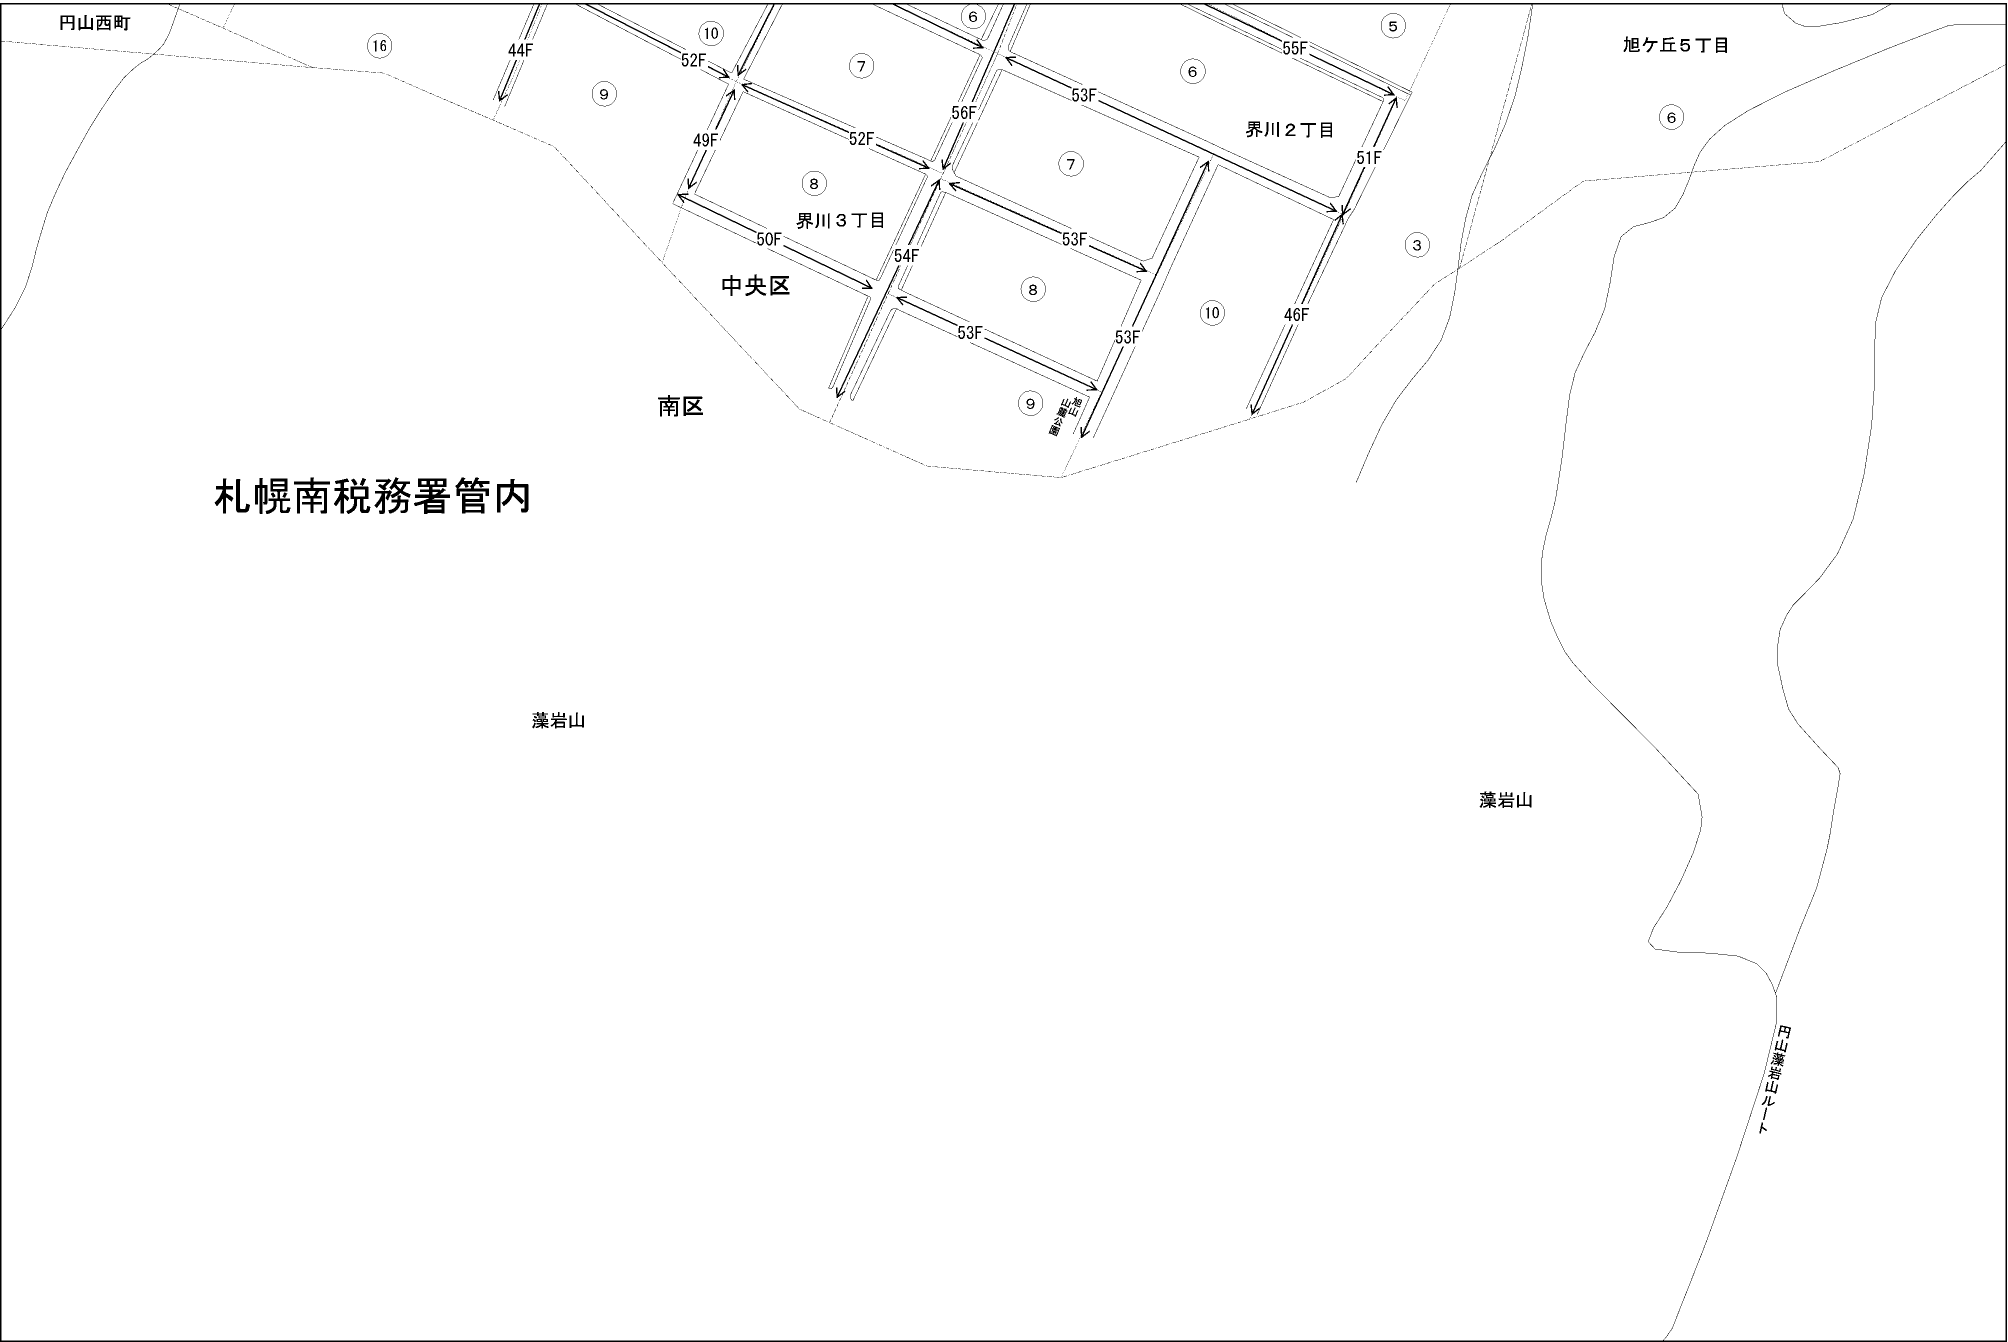 円山西町
⑯
44F
⑨
⑩
52F
⑦
⑥
55F
⑤
旭ケ丘5丁目
⑥
53F
⑥
56F
界川2丁目
49F
52F
⑦
51F
⑧
界川3丁目
50F
53F
54F
③
中央区
⑧
⑩
46F
53F
53F
⑨
旭山
南区
札幌南税務署管内
藻岩山
藻岩山
円山藻岩山ルート